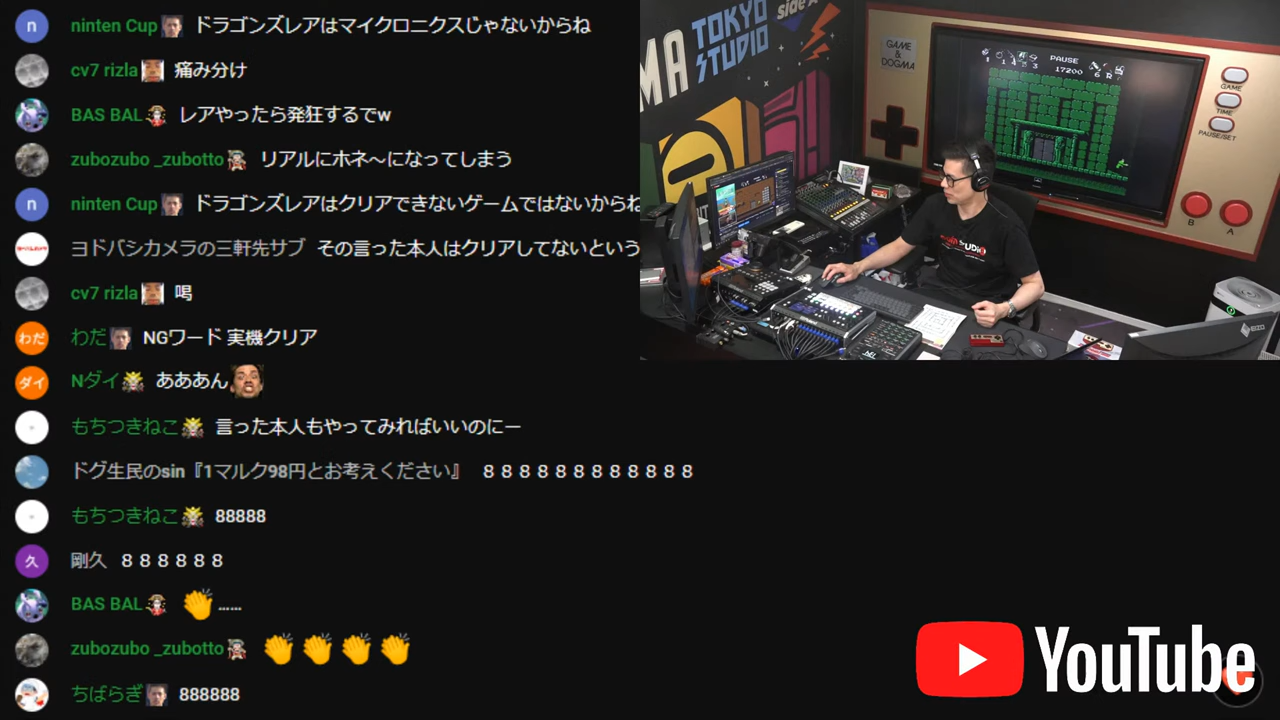 ninten Cup ドラゴンズレアはマイクロニクスじゃないからね
cv7 rizla 痛み分け
BAS BAL レアやったら発狂するでw
zubozubo _zubotto リアルにホネ〜になってしまう
ninten Cup ドラゴンズレアはクリアできないゲームではないからね
ヨドバシカメラの三軒先サブ その言った本人はクリアしてないという
cv7 rizla 喝
わだ NGワード 実機クリア
Nダイ あああん
もちつきねこ 言った本人もやってみればいいのにー
ドグ生民のsin『1マルク98円とお考えください』 ８８８８８８８８８８８８
もちつきねこ 88888
剛久 ８８８８８８
BAS BAL ......
zubozubo _zubotto
ちばらぎ 888888
n
n
わだ
ダイ
久
MA
TOKYO
STUDIO
side A
GAME
&
DOGMA
PAUSE
17200
GAME
TIME
PAUSE/SET
B
A
YouTube